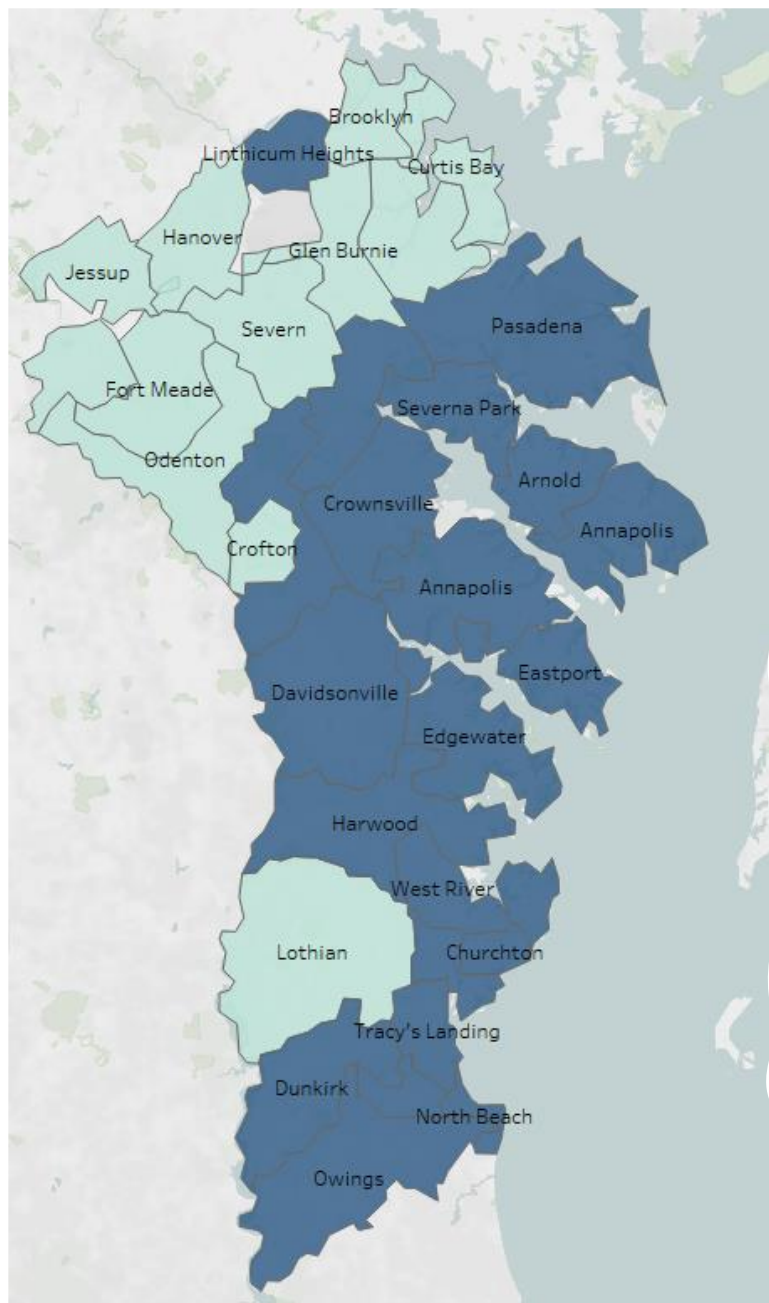 Brooklyn
Linthicum Heights
Curtis Bay
Hanover
Glen Burnie
Jessup
Severn
Pasadena
Fort Meade
Severna Park
Odenton
Arnold
Crownsville
Annapolis
Crofton
Annapolis
Eastport
Davidsonville
Edgewater
Harwood
West River
Lothian
Churchton
Tracy's Landing
Dunkirk
North Beach
Owings